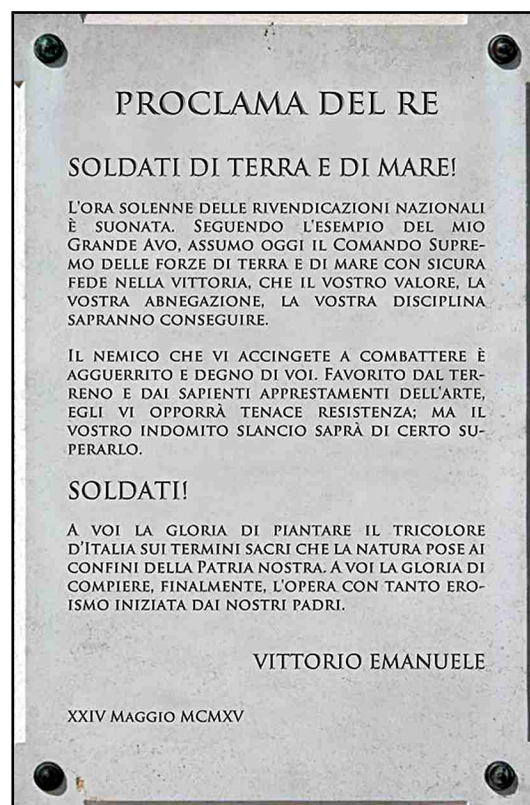 PROCLAMA DEL RE
SOLDATI DI TERRA E DI MARE!
L'ORA SOLENNE DELLE RIVENDICAZIONI NAZIONALI
È SUONATA. SEGUENDO L'ESEMPIO DEL MIO
GRANDE AVO, ASSUMO OGGI IL COMANDO SUPRE-
MO DELLE FORZE DI TERRA E DI MARE CON SICURA
FEDE NELLA VITTORIA, CHE IL VOSTRO VALORE, LA
VOSTRA ABNEGAZIONE, LA VOSTRA DISCIPLINA
SAPRANNO CONSEGUIRE.
IL NEMICO CHE VI ACCINGETE A COMBATTERE È
AGGUERRITO E DEGNO DI VOI. FAVORITO DAL TER-
RENO E DAI SAPIENTI APPRESTAMENTI DELL'ARTE,
EGLI VI OPPORRÀ TENACE RESISTENZA; MA IL
VOSTRO INDOMITO SLANCIO SAPRÀ DI CERTO SU-
PERARLO.
SOLDATI!
A VOI LA GLORIA DI PIANTARE IL TRICOLORE
D'ITALIA SUI TERMINI SACRI CHE LA NATURA POSE AI
CONFINI DELLA PATRIA NOSTRA. A VOI LA GLORIA DI
COMPIERE, FINALMENTE, L'OPERA CON TANTO ERO-
ISMO INIZIATA DAI NOSTRI PADRI.
VITTORIO EMANUELE
XXIV MAGGIO MCMXV